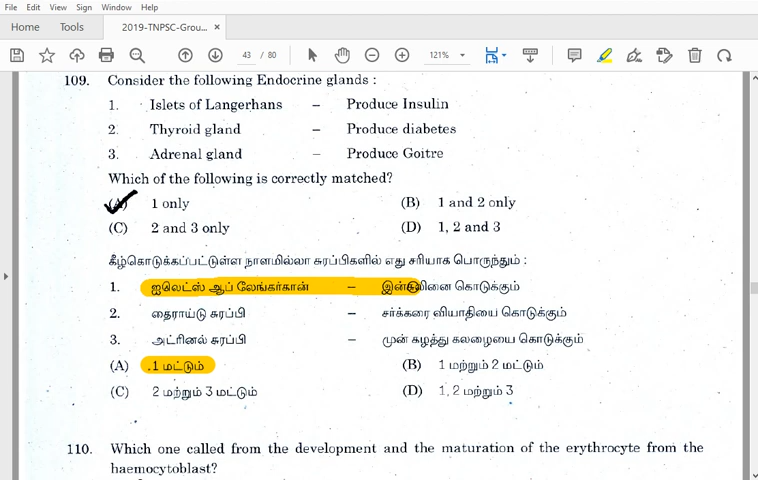 File Edit View Sign Window Help
Home Tools 2019-TNPSC-Grou... ×
43 / 80 121%
109. Consider the following Endocrine glands :
1. Islets of Langerhans – Produce Insulin
2. Thyroid gland – Produce diabetes
3. Adrenal gland – Produce Goitre
Which of the following is correctly matched?
(A) 1 only (B) 1 and 2 only
(C) 2 and 3 only (D) 1, 2 and 3
கீழ்கொடுக்கப்பட்டுள்ள நாளமில்லா சுரப்பிகளில் எது சரியாக பொருந்தும் :
1. ஐலெட்ஸ் ஆப் லேங்கர்கான் – இன்சுலினை கொடுக்கும்
2. தைராய்டு சுரப்பி – சர்க்கரை வியாதியை கொடுக்கும்
3. அட்ரினல் சுரப்பி – முன் கழத்து கலழையை கொடுக்கும்
(A) 1 மட்டும் (B) 1 மற்றும் 2 மட்டும்
(C) 2 மற்றும் 3 மட்டும் (D) 1, 2 மற்றும் 3
110. Which one called from the development and the maturation of the erythrocyte from the
haemocytoblast?